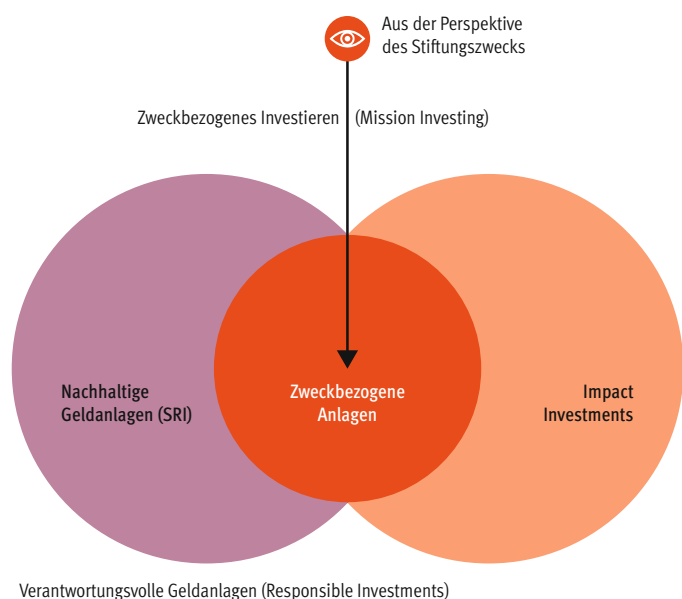 Aus der Perspektive
des Stiftungszwecks
Zweckbezogenes Investieren (Mission Investing)
Nachhaltige
Geldanlagen (SRI)
Zweckbezogene
Anlagen
Impact
Investments
Verantwortungsvolle Geldanlagen (Responsible Investments)